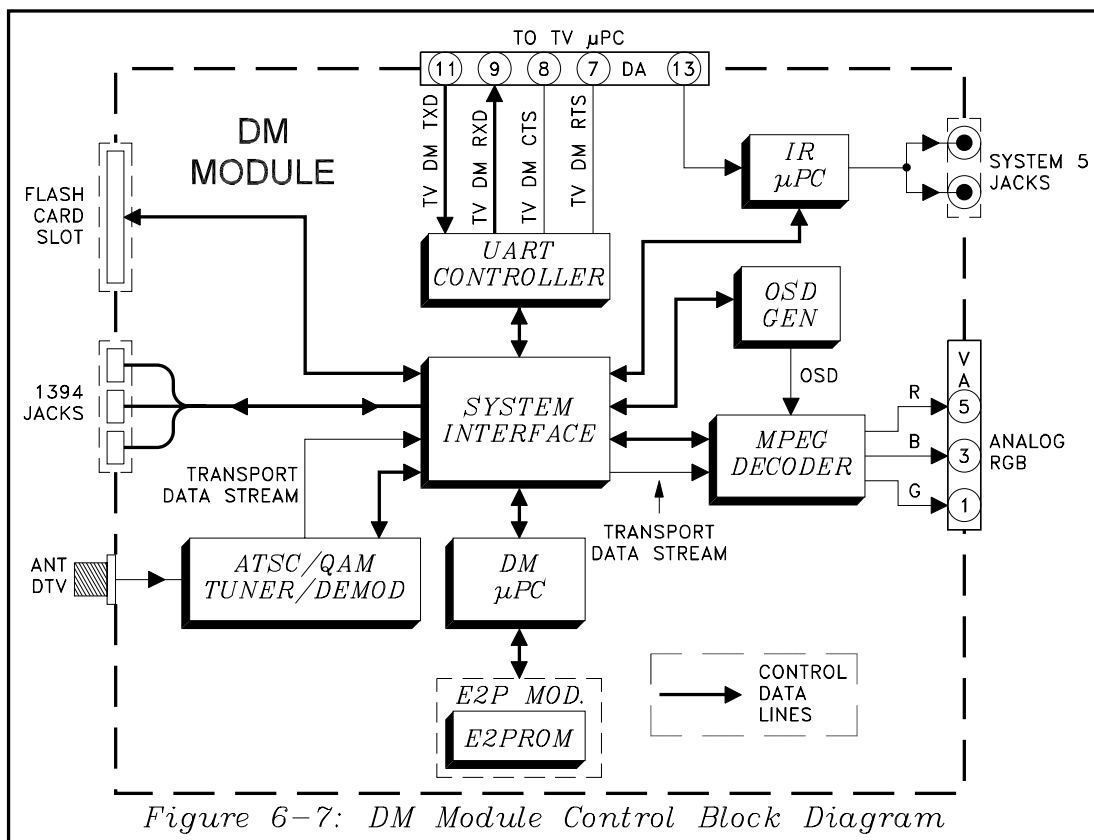 TO TV µPC
11 9 8 7 DA 13
TV DM TXD
TV DM RXD
TV DM CTS
TV DM RTS
DM
MODULE
FLASH
CARD
SLOT
IR
µPC
SYSTEM 5
JACKS
UART
CONTROLLER
OSD
GEN
OSD
1394
JACKS
SYSTEM
INTERFACE
MPEG
DECODER
R
B
G
VA
5
3
1
ANALOG
RGB
TRANSPORT
DATA STREAM
TRANSPORT
DATA STREAM
ANT
DTV
ATSC/QAM
TUNER/DEMOD
DM
µPC
E2P MOD.
E2PROM
CONTROL
DATA
LINES
Figure 6-7: DM Module Control Block Diagram